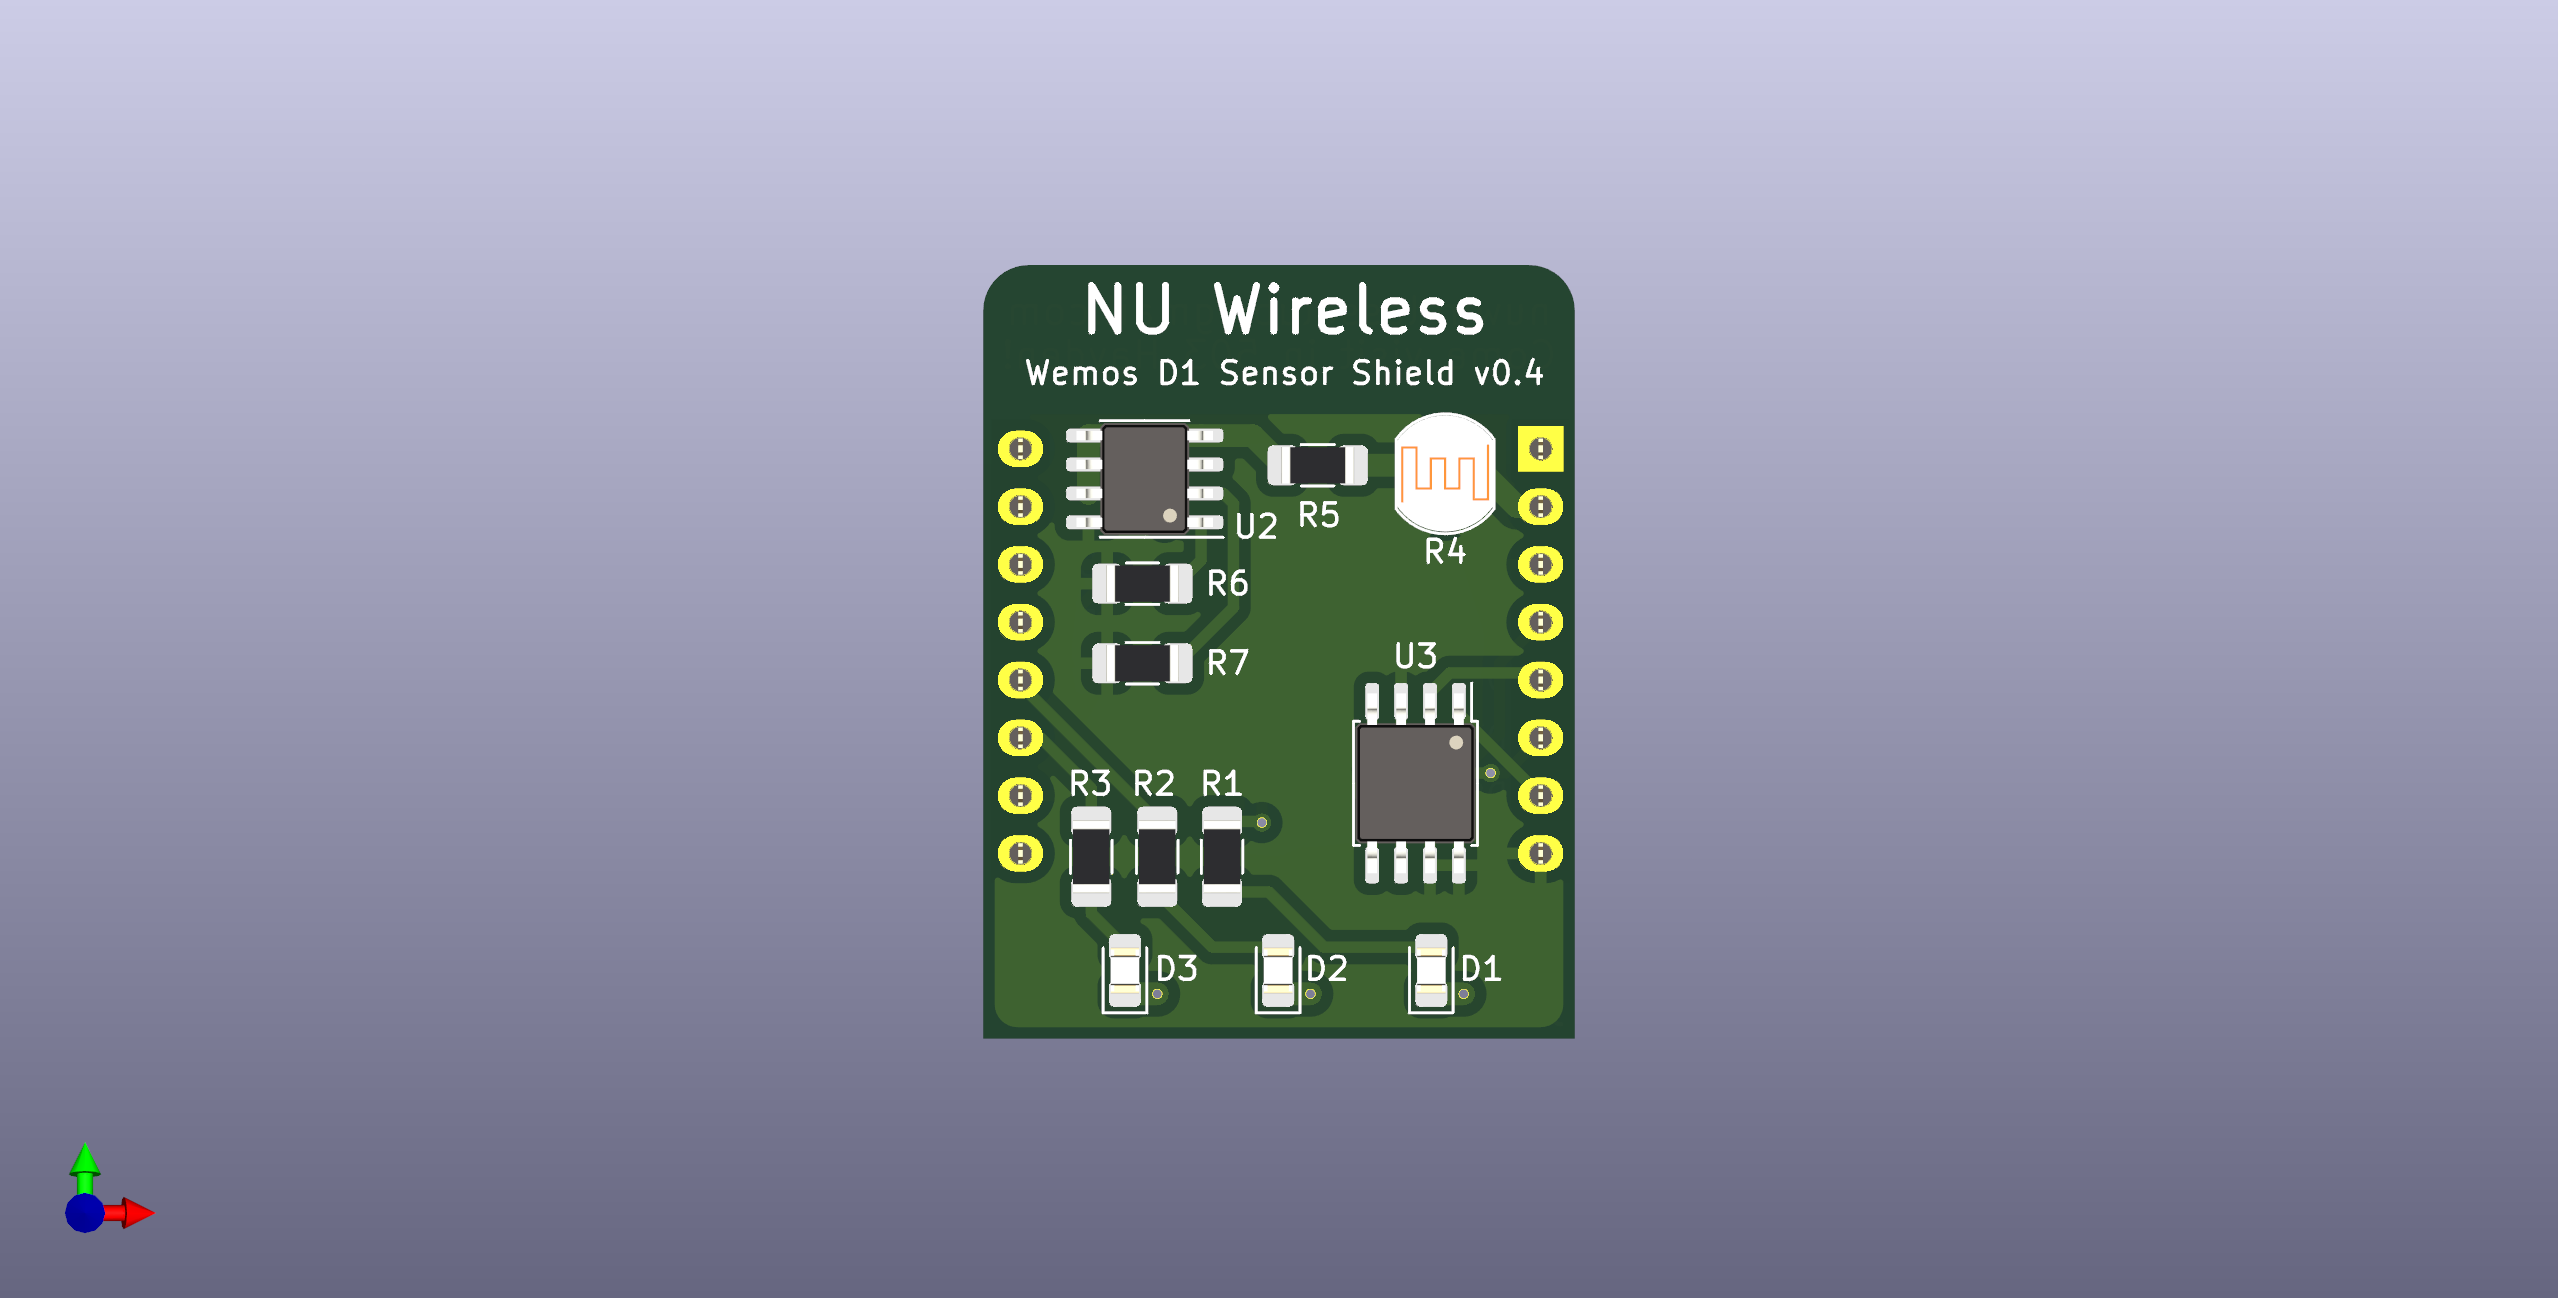 NU Wireless
Wemos D1 Sensor Shield v0.4
U2
R5
R4
R6
R7
U3
R3 R2 R1
D3 D2 D1